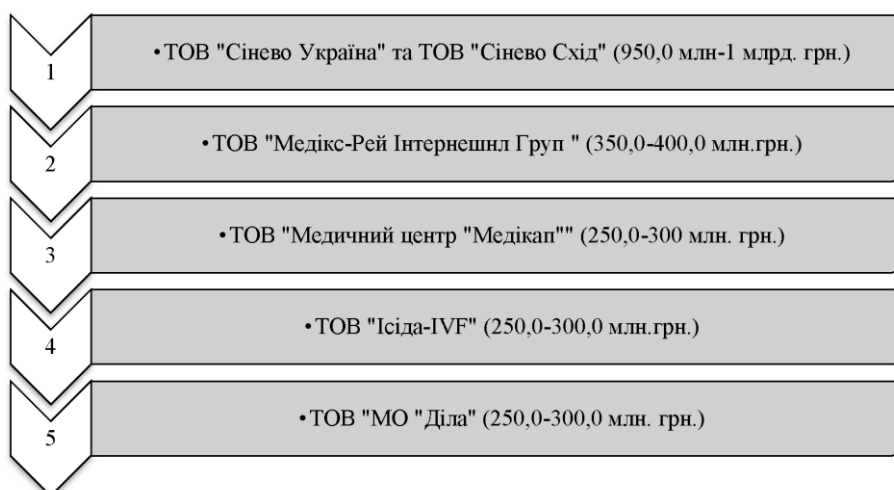 1
• ТОВ "Сінево Україна" та ТОВ "Сінево Схід" (950,0 млн-1 млрд. грн.)
2
• ТОВ "Медікс-Рей Інтернешнл Груп " (350,0-400,0 млн.грн.)
3
• ТОВ "Медичний центр "Медікап"" (250,0-300 млн. грн.)
4
• ТОВ "Ісіда-IVF" (250,0-300,0 млн.грн.)
5
• ТОВ "МО "Діла" (250,0-300,0 млн. грн.)